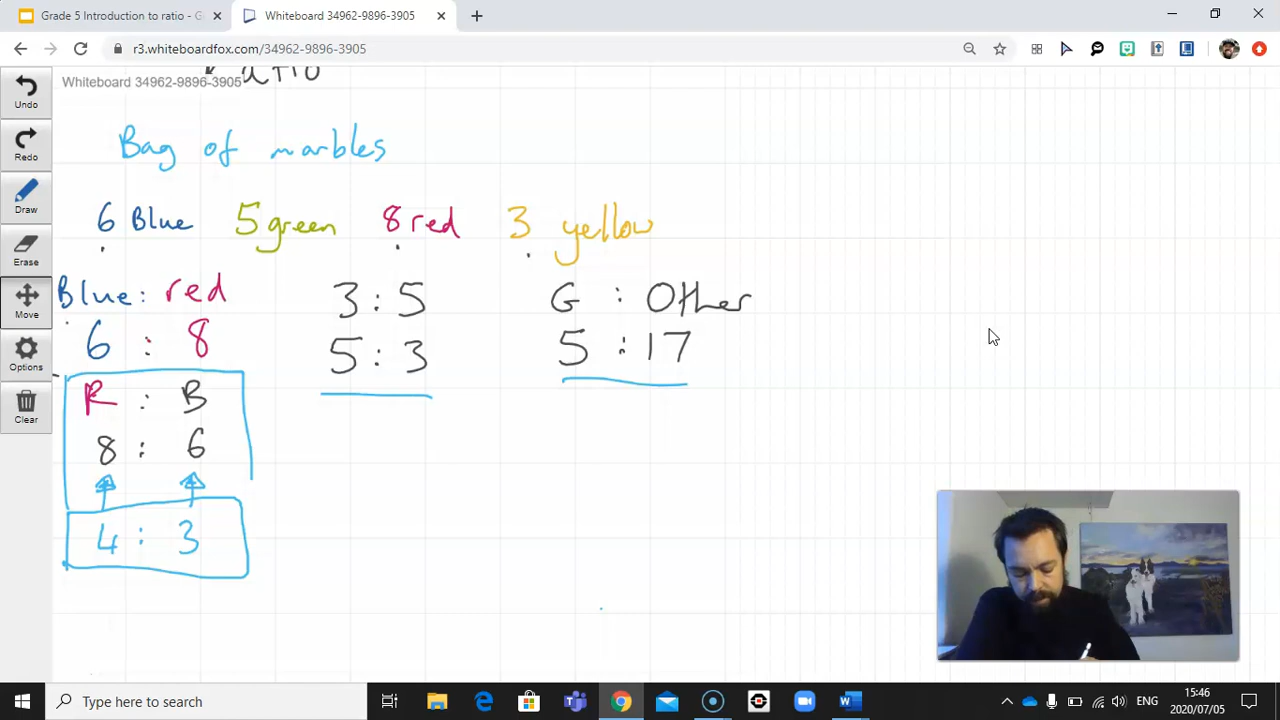 Grade 5 Introduction to ratio - G
Whiteboard 34962-9896-3905
r3.whiteboardfox.com/34962-9896-3905
Whiteboard 34962-9896-3905
ratio
Undo
Redo
Draw
Erase
Move
Options
Clear
Bag of marbles
6 Blue 5 green 8 red 3 yellow
Blue : red
6 : 8
R : B
8 : 6
4 : 3
3 : 5
5 : 3
G : Other
5 : 17
Type here to search
ENG
15:46
2020/07/05